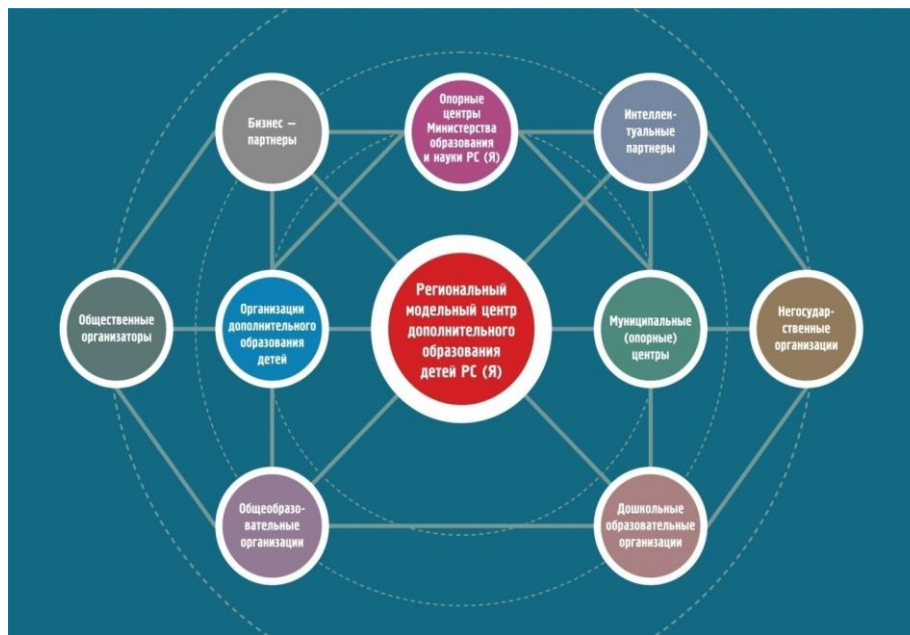 Бизнес —
партнеры
Опорные
центры
Министерства
образования
и науки РС (Я)
Интеллек-
туальные
партнеры
Общественные
организаторы
Организации
дополнительного
образования
детей
Региональный
модельный центр
дополнительного
образования
детей РС (Я)
Муниципальные
(опорные)
центры
Негосудар-
ственные
организации
Общеобразо-
вательные
организации
Дошкольные
образовательные
организации